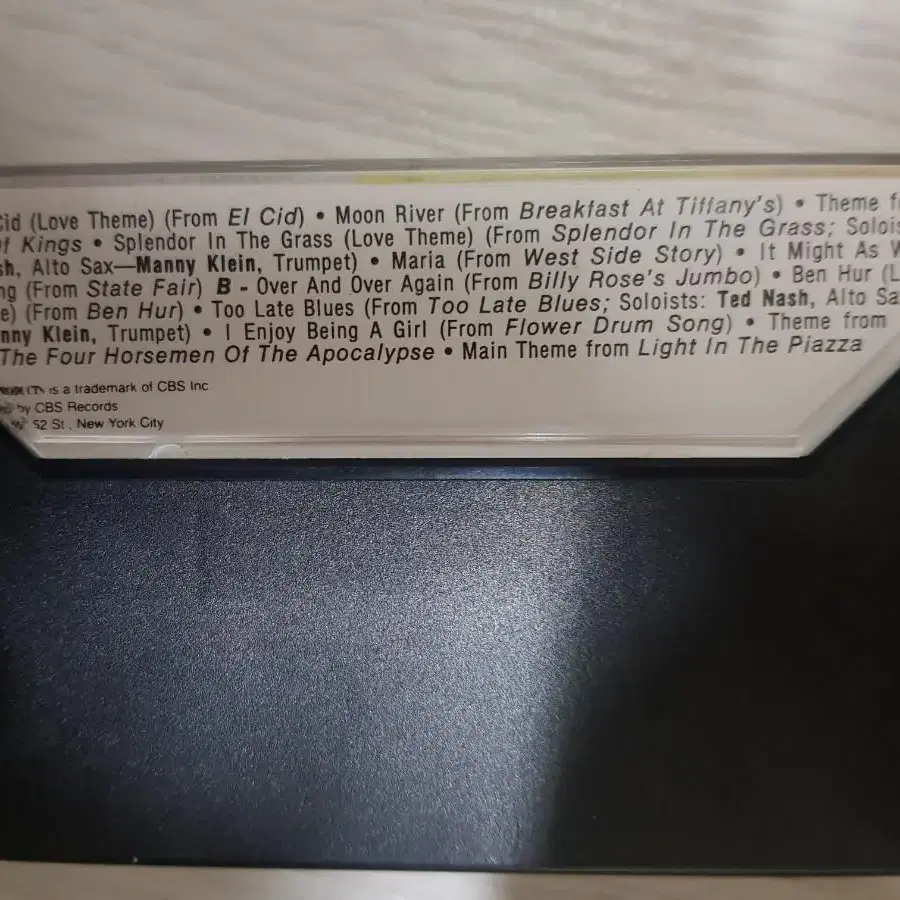 Cid (Love Theme) (From El Cid) • Moon River (From Breakfast At Tiffany's) • Theme
Of Kings • Splendor In The Grass (Love Theme) (From Splendor In The Grass;
Alto Sax—Manny Klein, Trumpet) • Maria (From West Side Story) • It Might As
(From State Fair) B - Over And Over Again (From Billy Rose's Jumbo) • Ben Hur
(From Ben Hur) • Too Late Blues (From Too Late Blues; Soloists: Ted Nash, Alto
Klein, Trumpet) • I Enjoy Being A Girl (From Flower Drum Song) • Theme from
The Four Horsemen Of The Apocalypse • Main Theme from Light In The Piazza
is a trademark of CBS Inc
by CBS Records
52 St., New York City